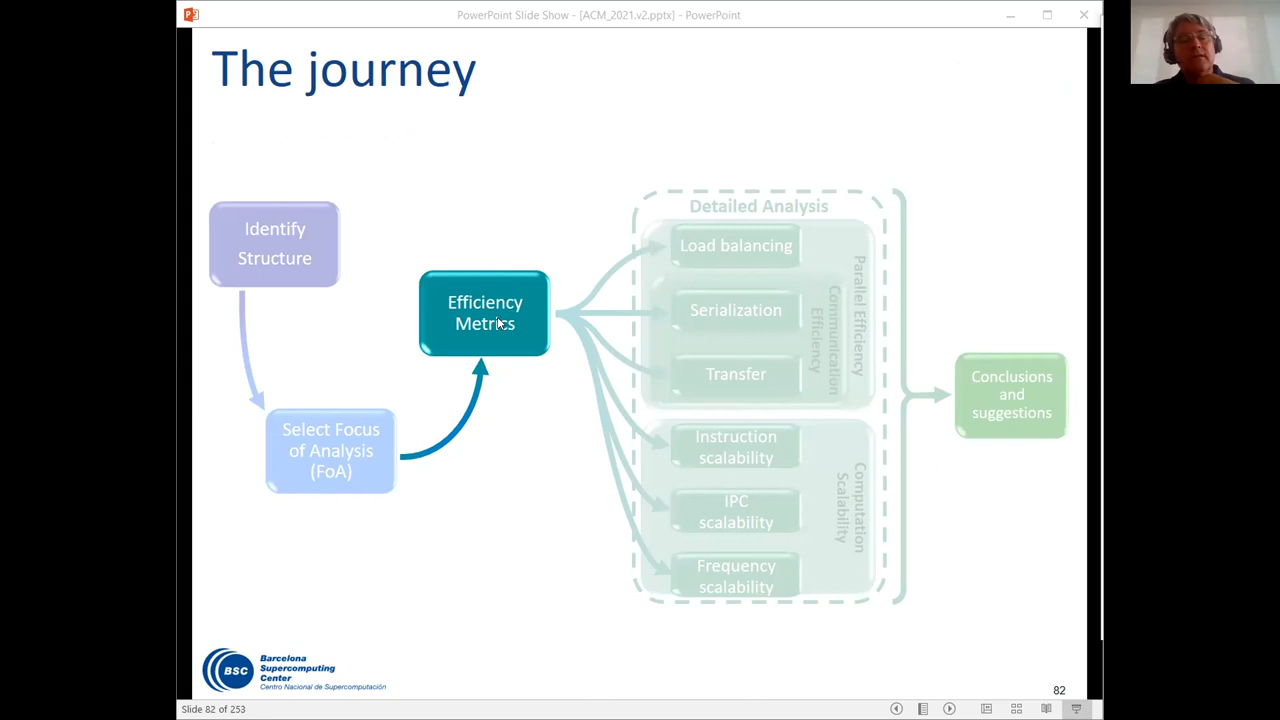 PowerPoint Slide Show - [ACM_2021.v2.pptx] - PowerPoint
The journey
Identify
Structure
Select Focus
of Analysis
(FoA)
Efficiency
Metrics
Detailed Analysis
Load balancing
Serialization
Transfer
Communication
Efficiency
Parallel Efficiency
Instruction
scalability
IPC
scalability
Frequency
scalability
Computation
Scalability
Conclusions
and
suggestions
BSC
Barcelona
Supercomputing
Center
Centro Nacional de Supercomputación
82
Slide 82 of 253